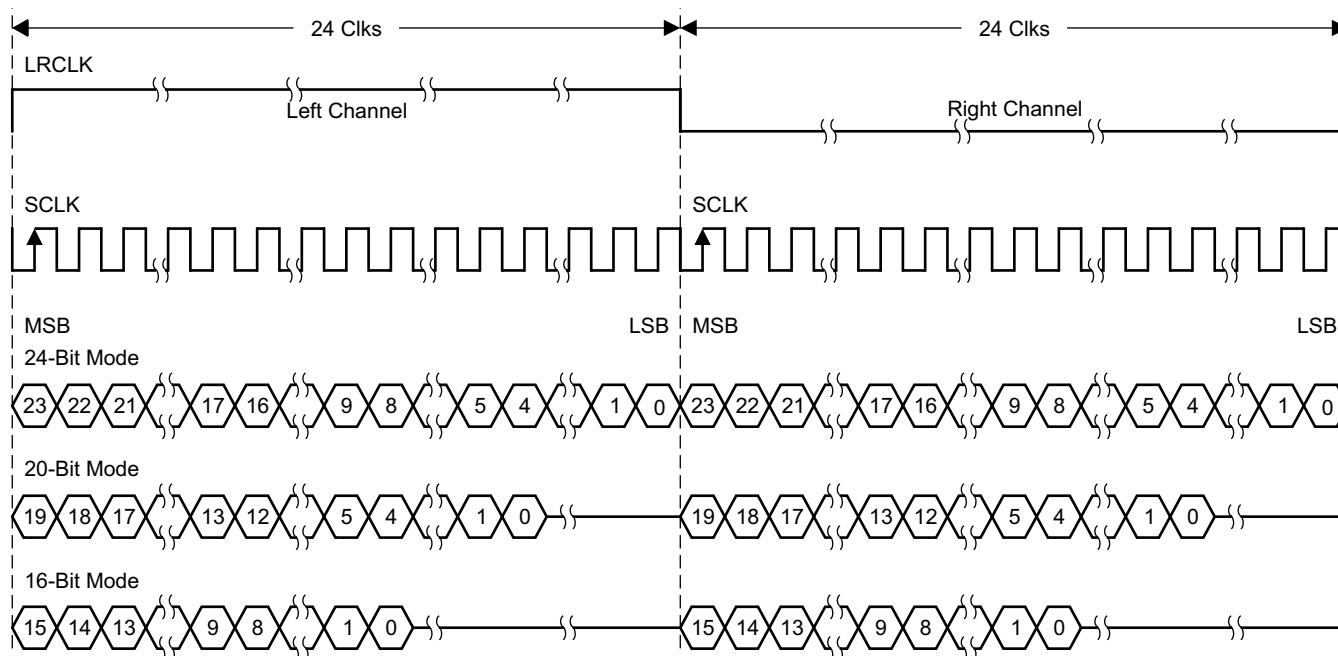 24 Clks 24 Clks
LRCLK
Left Channel Right Channel
SCLK SCLK
MSB LSB MSB LSB
24-Bit Mode
23 22 21 17 16 9 8 5 4 1 0 23 22 21 17 16 9 8 5 4 1 0
20-Bit Mode
19 18 17 13 12 5 4 1 0 19 18 17 13 12 5 4 1 0
16-Bit Mode
15 14 13 9 8 1 0 15 14 13 9 8 1 0